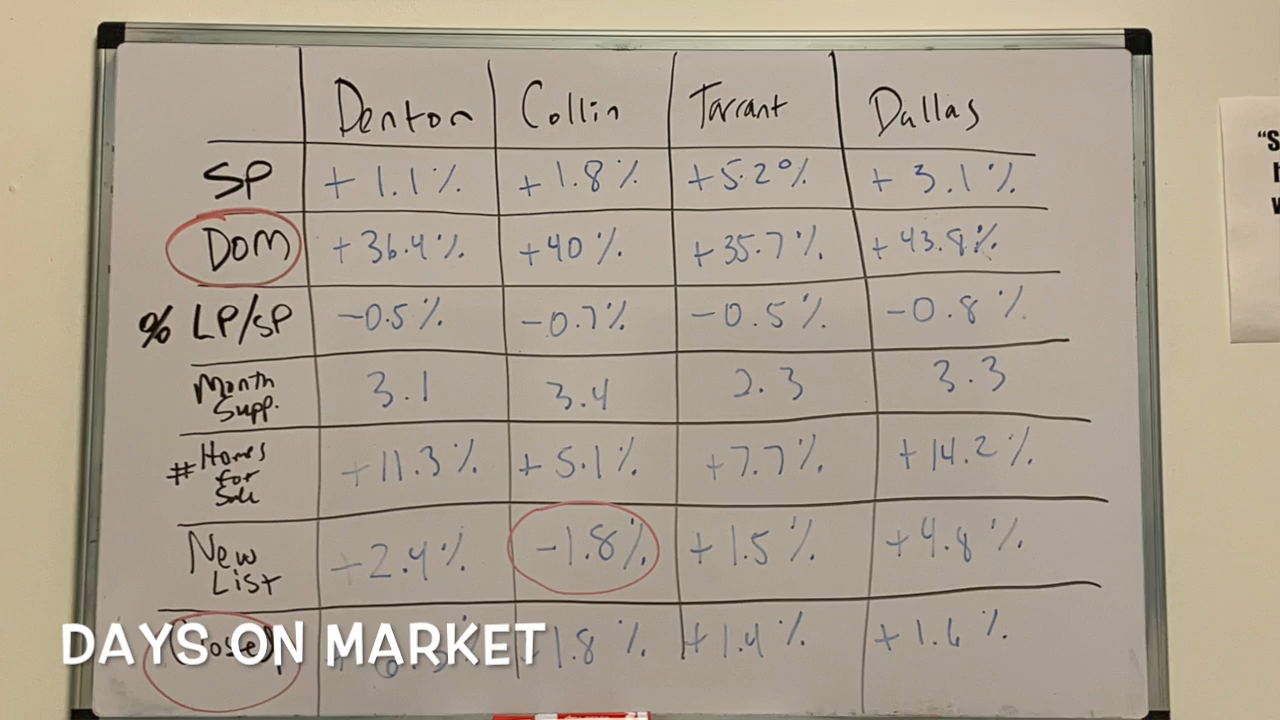 Denton Collin Tarrant Dallas
SP +1.1% +1.8% +5.2% +3.1%
DOM +36.4% +40% +35.7% +43.8%
% LP/SP -0.5% -0.7% -0.5% -0.8%
Month
Supp. 3.1 3.4 2.3 3.3
# Homes
for
Sale +11.3% +5.1% +7.7% +14.2%
New
List +2.4% -1.8% +1.5% +4.8%
1.8% +1.4% +1.6%
DAYS ON MARKET
"S